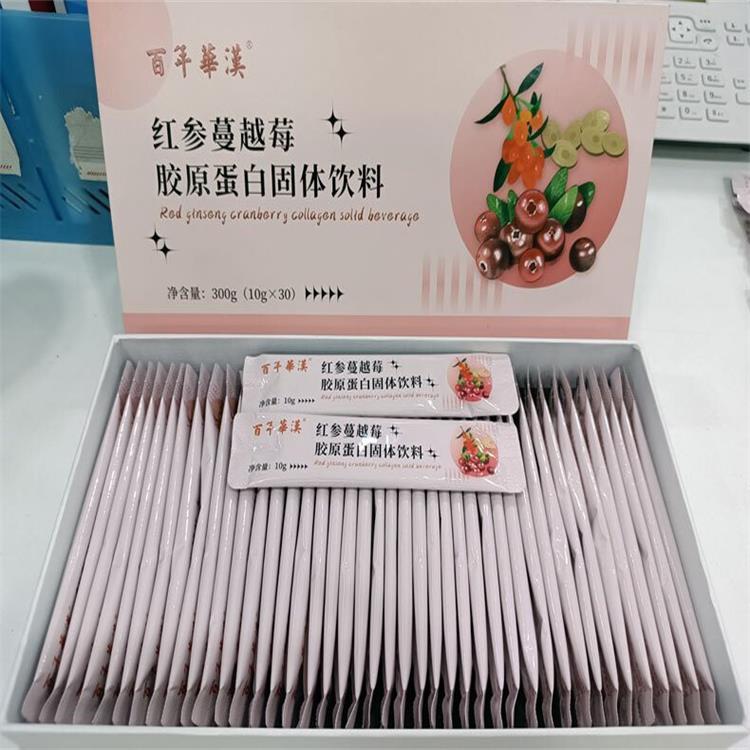 百年華漢®
红参蔓越莓
胶原蛋白固体饮料
Red ginseng cranberry collagen solid beverage
净含量：300g（10g×30）
百年華漢®
红参蔓越莓
胶原蛋白固体饮料
Red ginseng cranberry collagen solid beverage
净含量：10g
百年華漢®
红参蔓越莓
胶原蛋白固体饮料
Red ginseng cranberry collagen solid beverage
净含量：10g